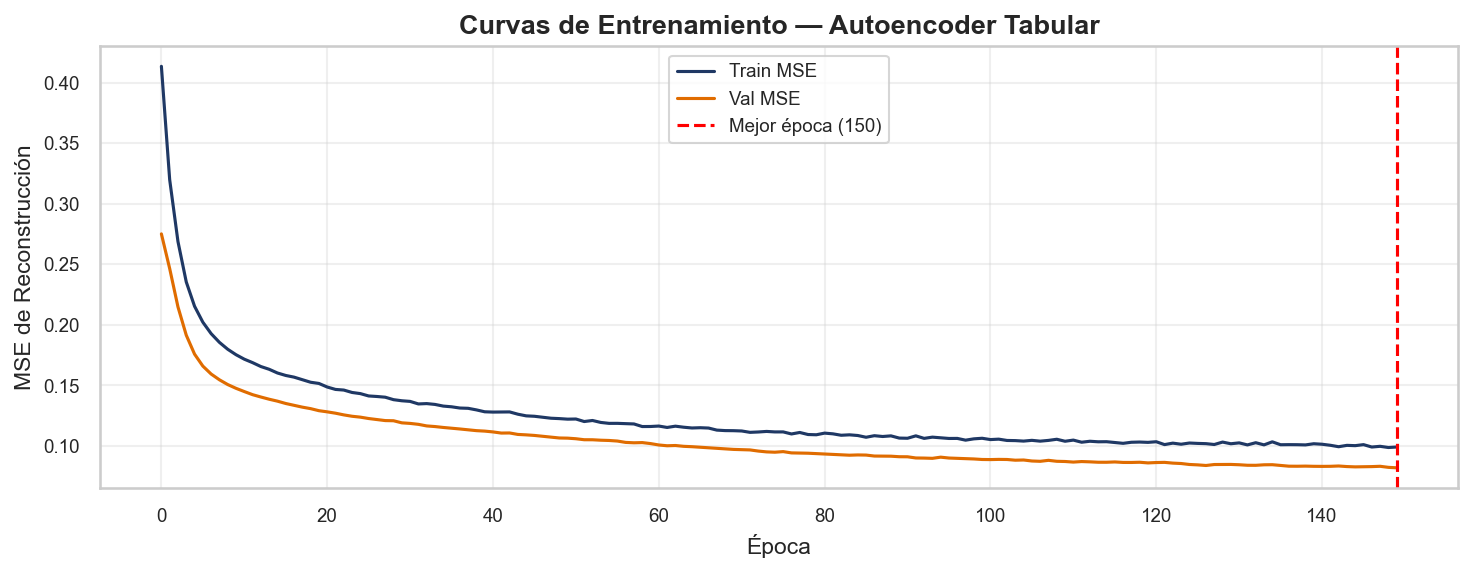 Curvas de Entrenamiento — Autoencoder Tabular
MSE de Reconstrucción
0.40
0.35
0.30
0.25
0.20
0.15
0.10
Train MSE
Val MSE
Mejor época (150)
0 20 40 60 80 100 120 140
Época